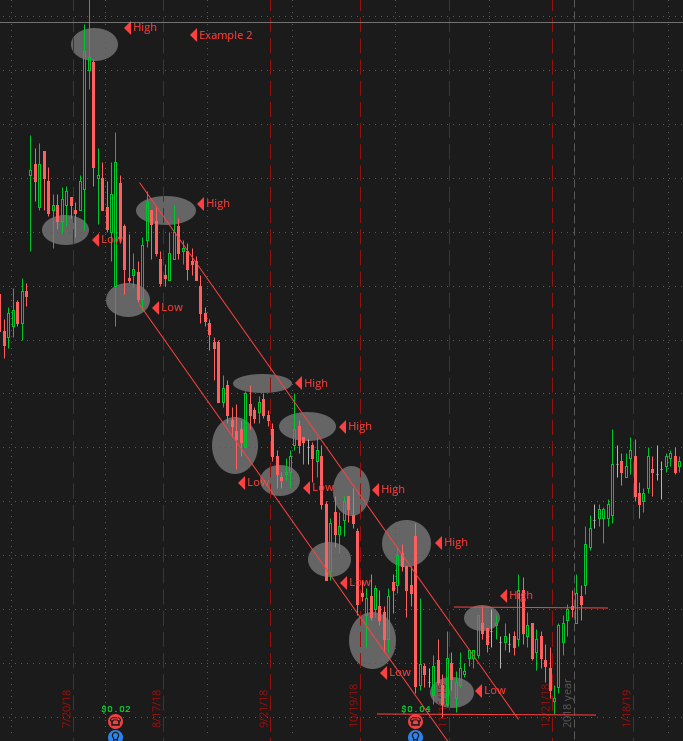 High
Example 2
High
Low
Low
High
High
Low
Low
High
High
Low
High
Low
Low
$0.02
$0.04
7/20/18
8/17/18
9/21/18
10/19/18
12/21/18
2018 year
1/18/19